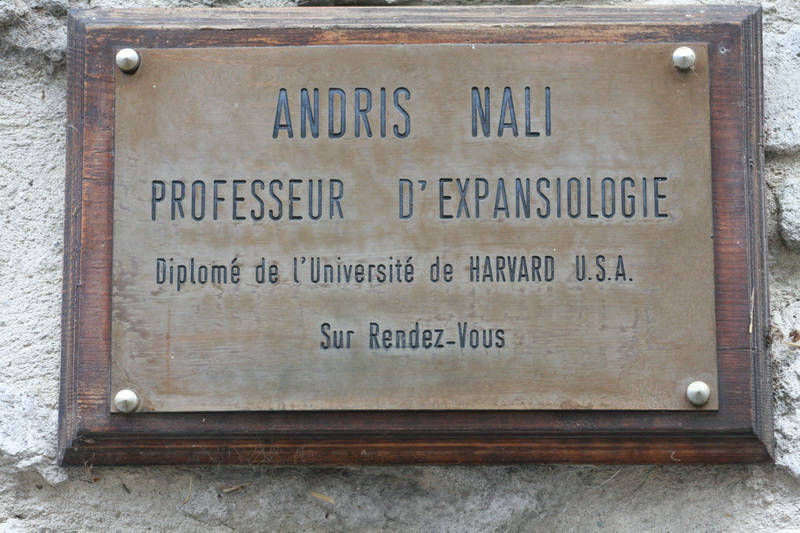 ANDRIS NALI
PROFESSEUR D'EXPANSIOLOGIE
Diplomé de l'Université de HARVARD U.S.A.
Sur Rendez-Vous